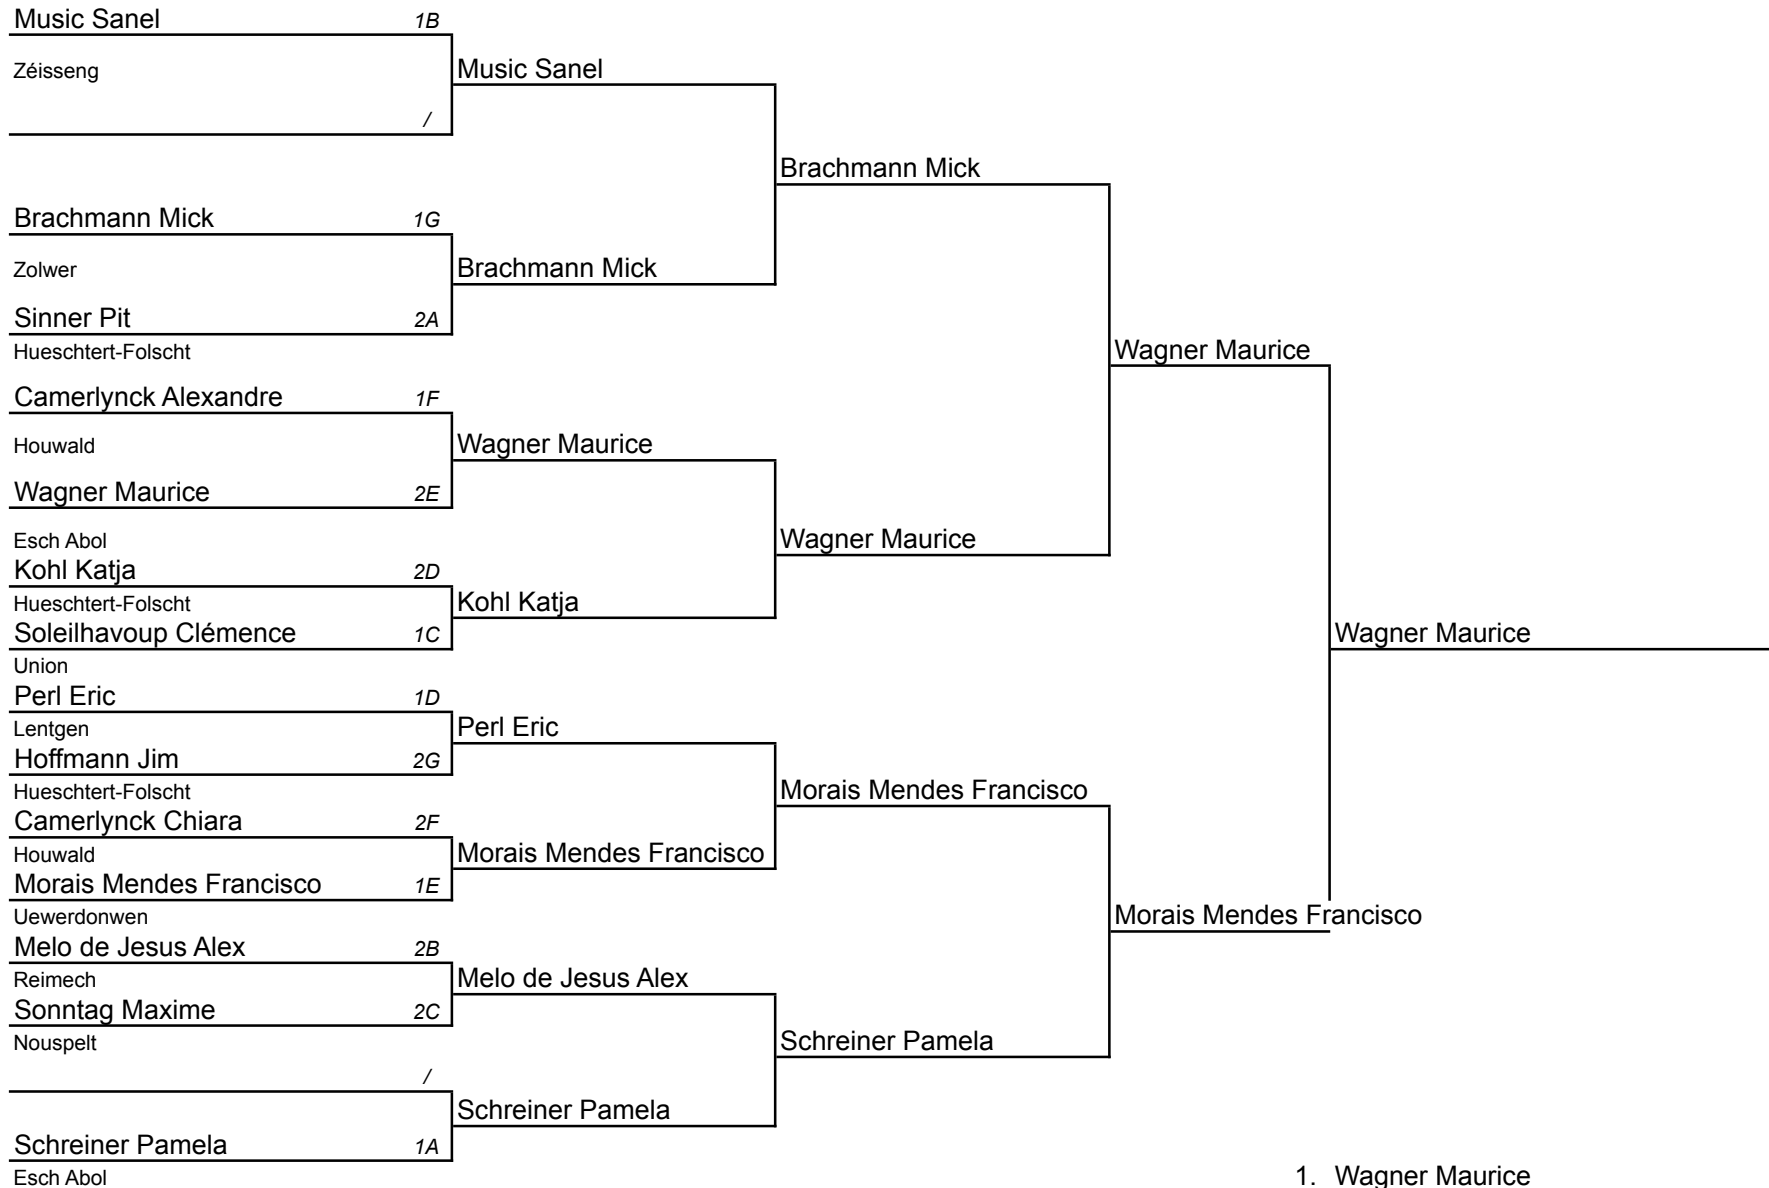 Music Sanel 1B
Zéisseng
Music Sanel
/
Brachmann Mick
Brachmann Mick 1G
Zolwer
Brachmann Mick
Sinner Pit 2A
Hueschtert-Folscht
Wagner Maurice
Camerlynck Alexandre 1F
Houwald
Wagner Maurice
Wagner Maurice 2E
Esch Abol
Wagner Maurice
Kohl Katja 2D
Hueschtert-Folscht
Kohl Katja
Soleilhavoup Clémence 1C
Wagner Maurice
Union
Perl Eric 1D
Lentgen
Perl Eric
Hoffmann Jim 2G
Hueschtert-Folscht
Morais Mendes Francisco
Camerlynck Chiara 2F
Houwald
Morais Mendes Francisco
Morais Mendes Francisco 1E
Uewerdonwen
Morais Mendes Francisco
Melo de Jesus Alex 2B
Reimech
Melo de Jesus Alex
Sonntag Maxime 2C
Nouspelt
Schreiner Pamela
/
Schreiner Pamela
Schreiner Pamela 1A
Esch Abol
1. Wagner Maurice